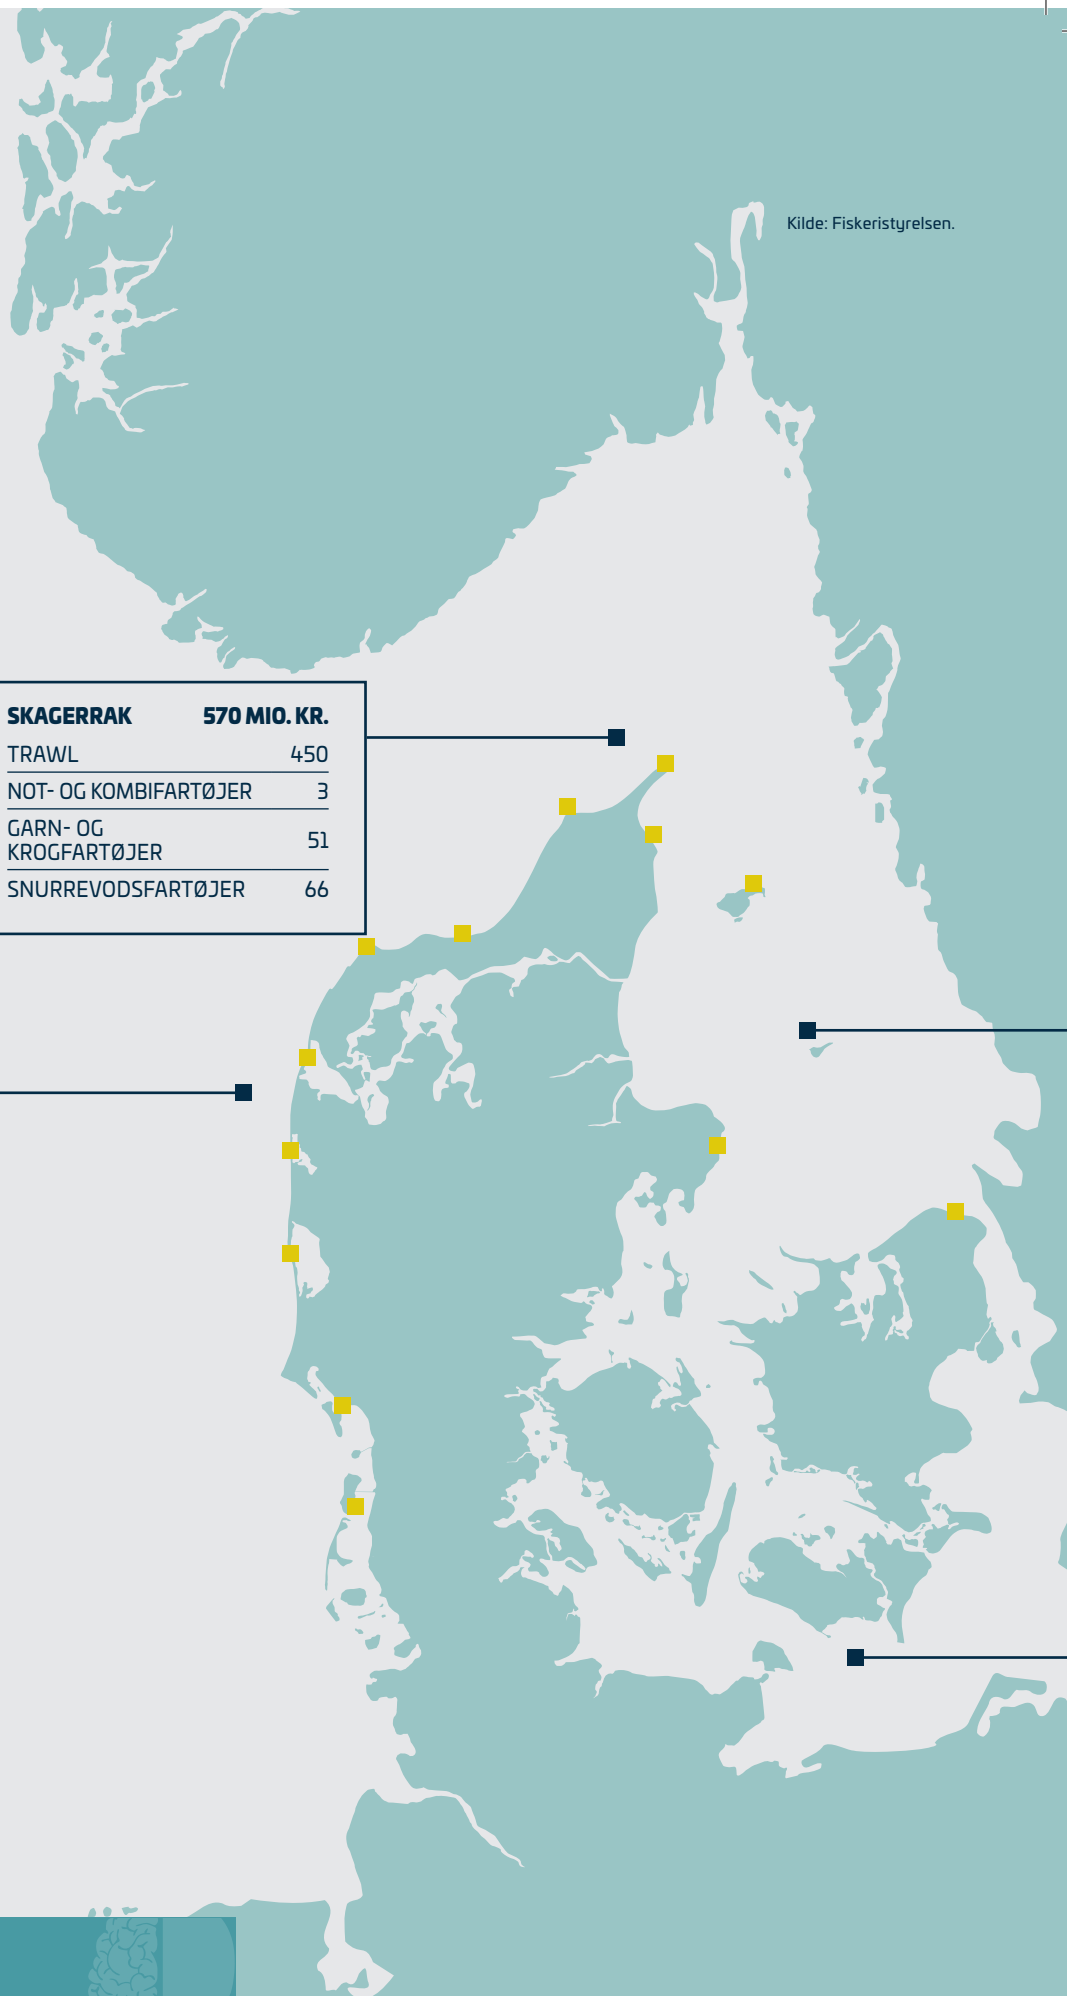 Kilde: Fiskeristyrelsen.
SKAGERRAK 570 MIO. KR.
TRAWL 450
NOT- OG KOMBIFARTØJER 3
GARN- OG
KROGFARTØJER 51
SNURREVODSFARTØJER 66